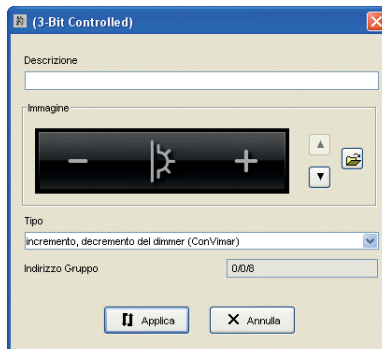 (3-Bit Controlled)
Descrizione
Immagine
− +
Tipo
incremento, decremento del dimmer (ConVimar)
Indirizzo Gruppo 0/0/8
Applica Annulla